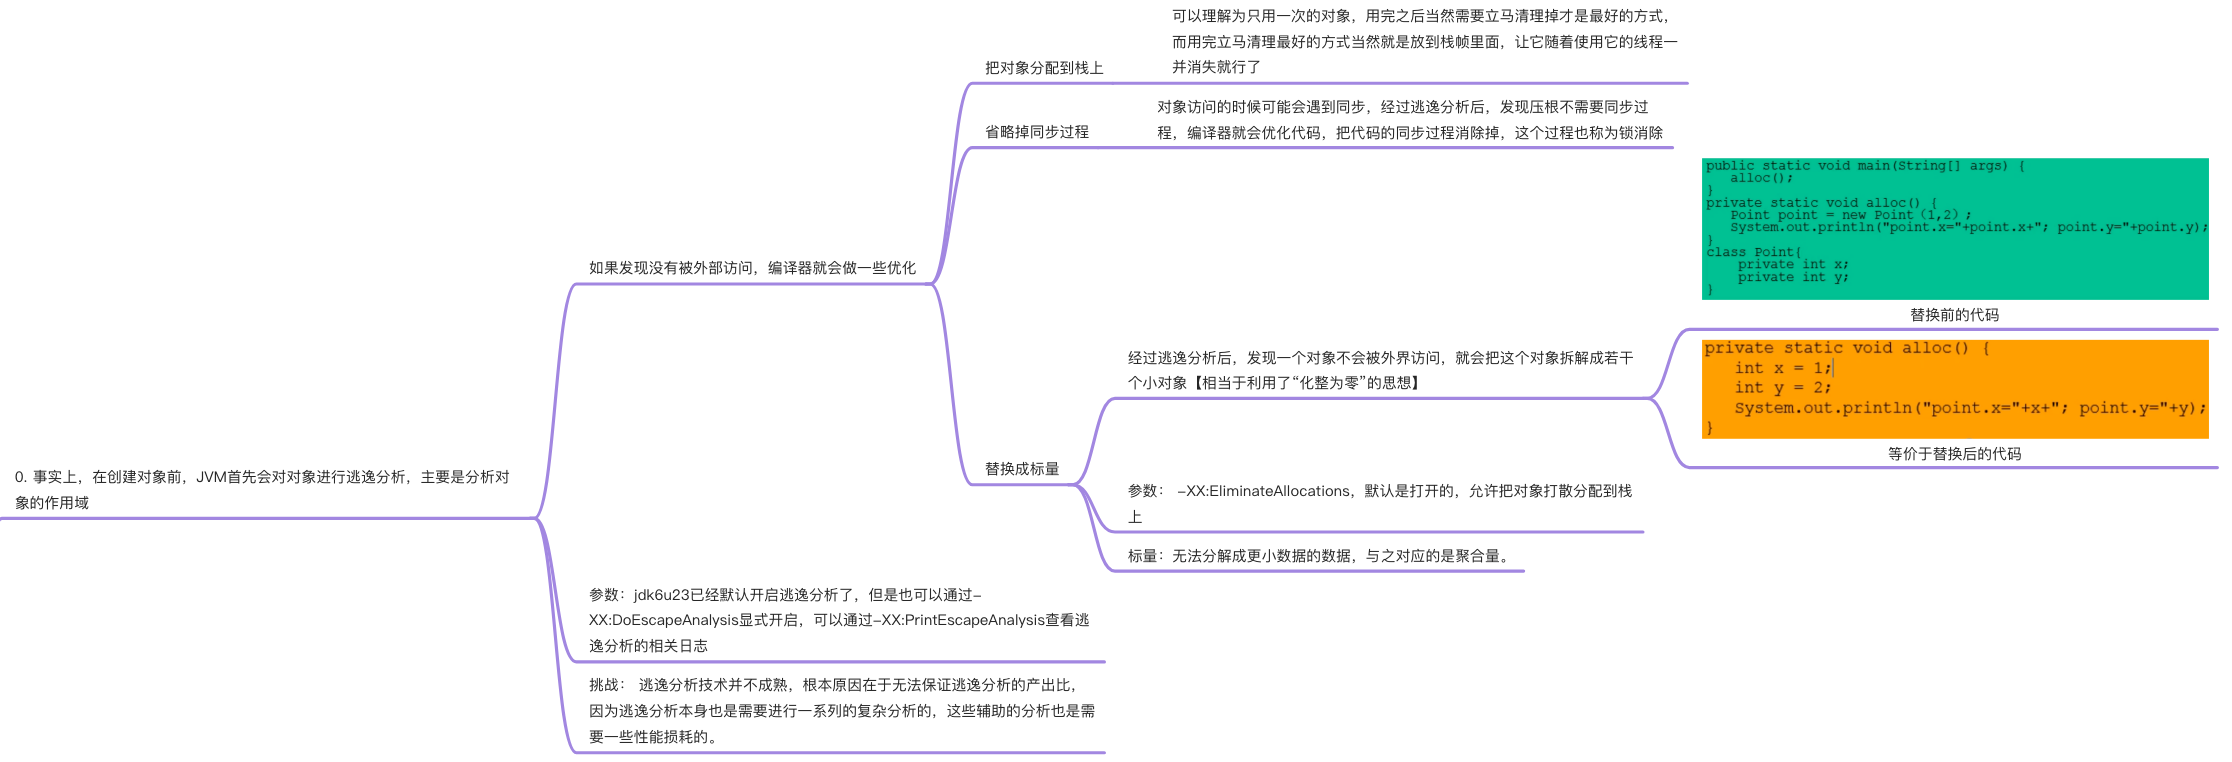 0. 事实上，在创建对象前，JVM首先会对对象进行逃逸分析，主要是分析对
象的作用域
如果发现没有被外部访问，编译器就会做一些优化
把对象分配到栈上
可以理解为只用一次的对象，用完之后当然需要立马清理掉才是最好的方式，
而用完立马清理最好的方式当然就是放到栈帧里面，让它随着使用它的线程一
并消失就行了
省略掉同步过程
对象访问的时候可能会遇到同步，经过逃逸分析后，发现压根不需要同步过
程，编译器就会优化代码，把代码的同步过程消除掉，这个过程也称为锁消除
替换成标量
经过逃逸分析后，发现一个对象不会被外界访问，就会把这个对象拆解成若干
个小对象【相当于利用了“化整为零”的思想】
public static void main(String[] args) {
alloc();
}
private static void alloc() {
Point point = new Point（1,2）;
System.out.println("point.x="+point.x+"; point.y="+point.y);
}
class Point{
private int x;
private int y;
}
替换前的代码
private static void alloc() {
int x = 1;
int y = 2;
System.out.println("point.x="+x+"; point.y="+y);
}
等价于替换后的代码
参数： -XX:EliminateAllocations，默认是打开的，允许把对象打散分配到栈
上
标量：无法分解成更小数据的数据，与之对应的是聚合量。
参数：jdk6u23已经默认开启逃逸分析了，但是也可以通过-
XX:DoEscapeAnalysis显式开启，可以通过-XX:PrintEscapeAnalysis查看逃
逸分析的相关日志
挑战： 逃逸分析技术并不成熟，根本原因在于无法保证逃逸分析的产出比，
因为逃逸分析本身也是需要进行一系列的复杂分析的，这些辅助的分析也是需
要一些性能损耗的。